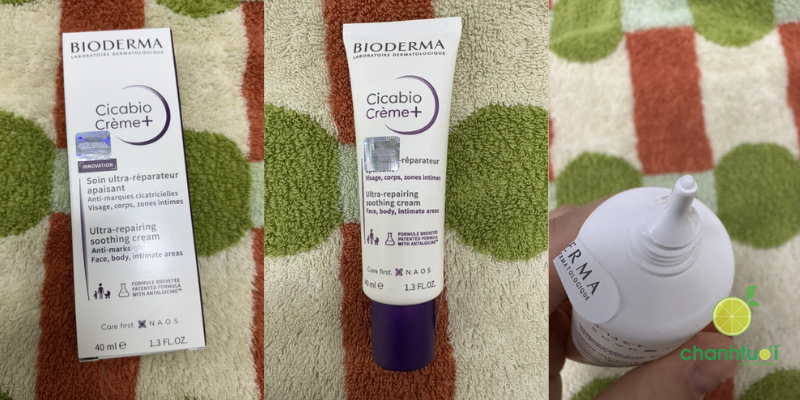 BIODERMA
LABORATOIRE DERMATOLOGIQUE
Cicabio
Crème+
INNOVATION
Soin ultra-réparateur
apaisant
Anti-marques cicatricielles
Visage, corps, zones intimes
Ultra-repairing
soothing cream
Anti-marks
Face, body, intimate areas
FORMULE BREVETÉE
PATENTED FORMULA
WITH ANTALGICINE™
Care first. NAOS
40 ml e 1.3 FL.OZ.
BIODERMA
LABORATOIRE DERMATOLOGIQUE
Cicabio
Crème+
-réparateur
apaisant
Visage, corps, zones intimes
Ultra-repairing
soothing cream
Face, body, intimate areas
FORMULE BREVETÉE
PATENTED FORMULA
WITH ANTALGICINE™
Care first. NAOS
40 ml e 1.3 FL.OZ.
ERMA
ERMATOLOGIQUE
chanhtuoi